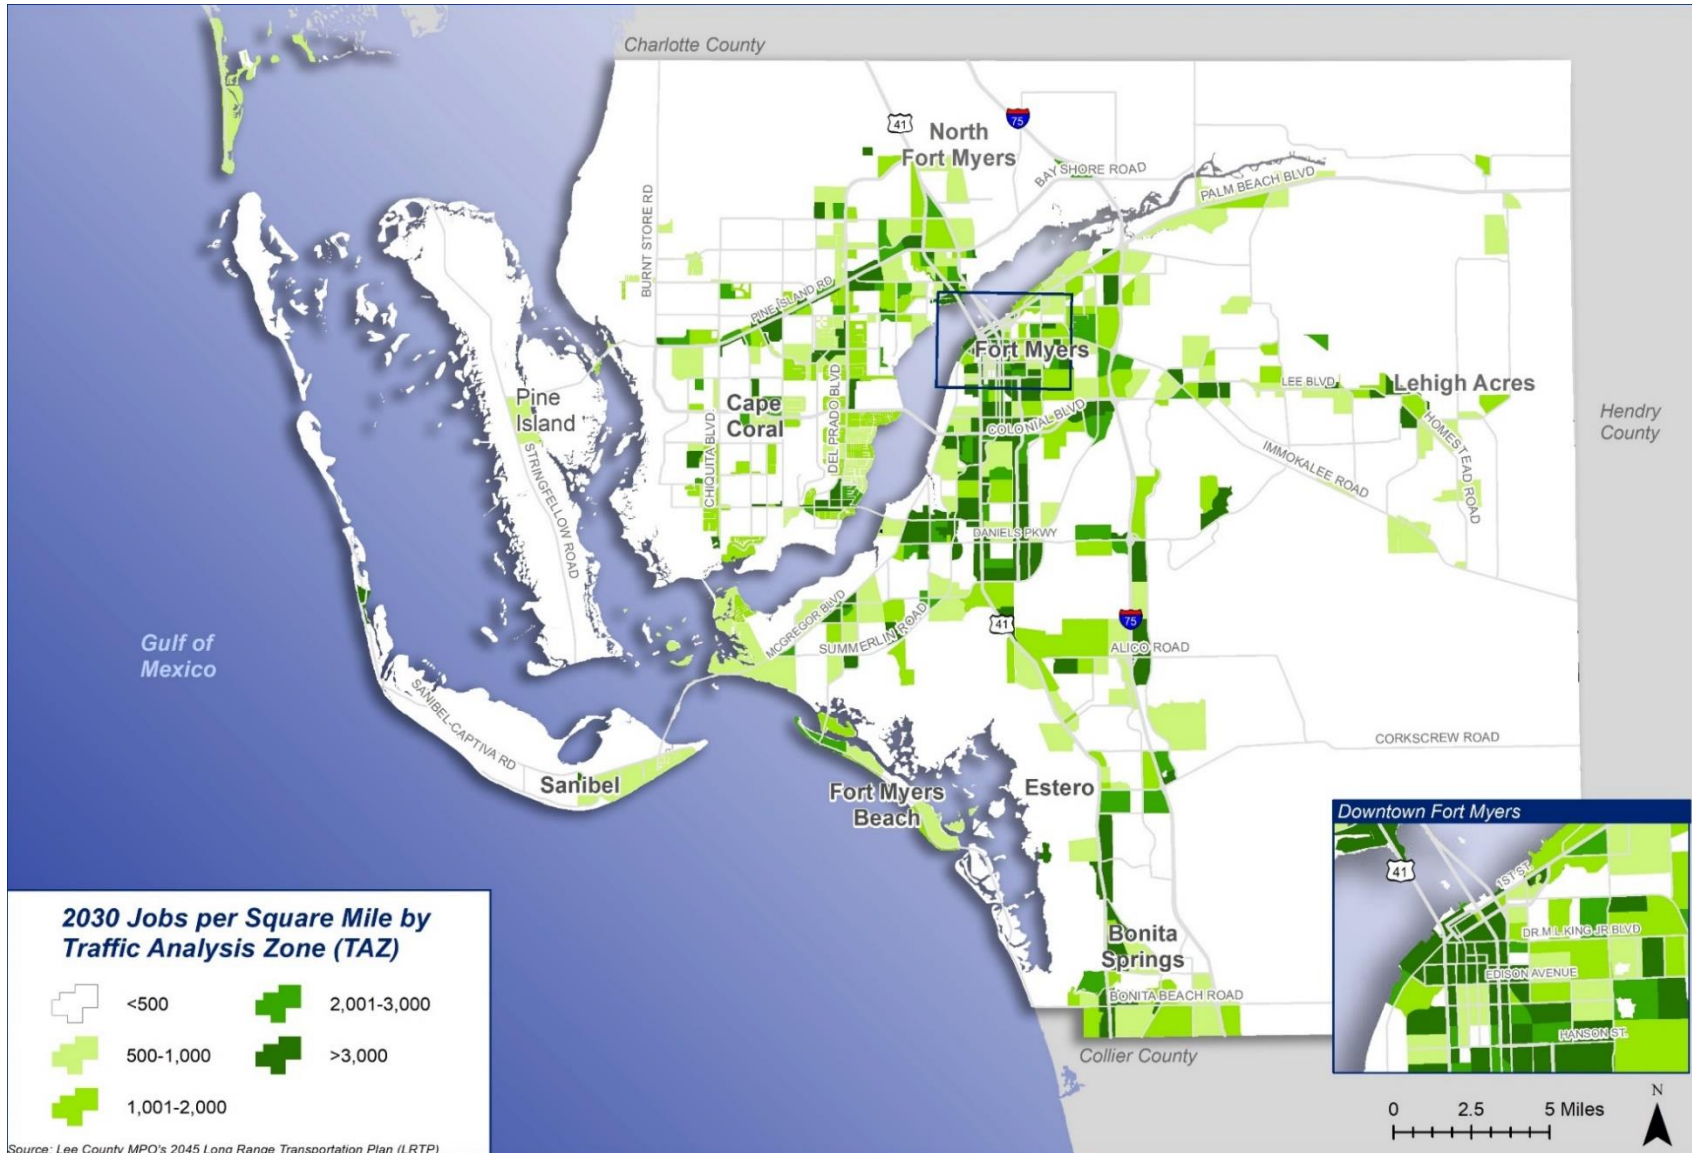 Charlotte County
41
75
North
Fort Myers
BAY SHORE ROAD
PALM BEACH BLVD
BURNT STORE RD
PINE ISLAND RD
Fort Myers
LEE BLVD
Lehigh Acres
Hendry
County
Pine
Island
Cape
Coral
CHIQUITA BLVD
DEL PRADO BLVD
COLONIAL BLVD
HOMESTEAD ROAD
IMMOKALEE ROAD
STRINGFELLOW ROAD
DANIELS PKWY
MCGREGOR BLVD
SUMMERLIN ROAD
41
75
ALICO ROAD
Gulf of
Mexico
SANIBEL-CAPTIVA RD
CORKSCREW ROAD
Sanibel
Fort Myers
Beach
Estero
Bonita
Springs
BONITA BEACH ROAD
Collier County
Downtown Fort Myers
41
1ST ST.
DR.M L KING JR BLVD
EDISON AVENUE
HANSON ST.
2030 Jobs per Square Mile by
Traffic Analysis Zone (TAZ)
<500
2,001-3,000
500-1,000
>3,000
1,001-2,000
Source: Lee County MPO's 2045 Long Range Transportation Plan (LRTP)
0 2.5 5 Miles
N